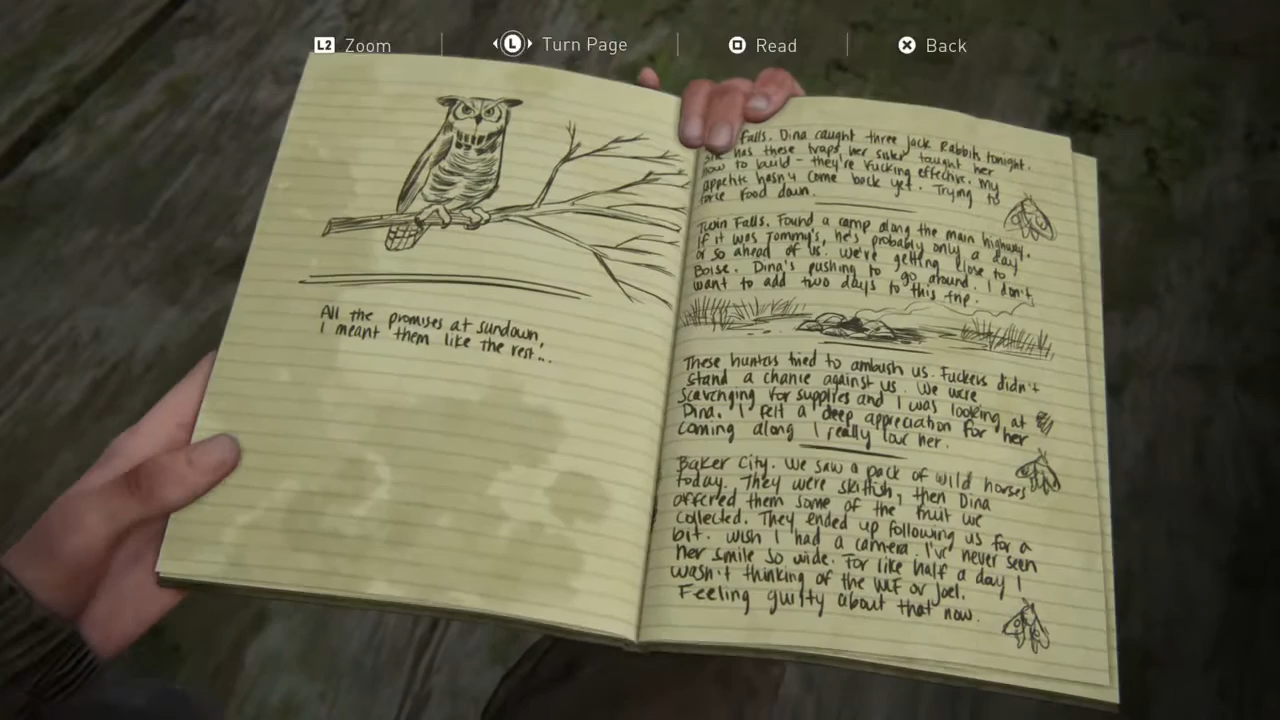 L2 Zoom
L Turn Page
Read
Back
All the promises at sundown,
I meant them like the rest...
Falls. Dina caught three jack Rabbits tonight.
she has these traps her sister taught her
how to build - they're fucking effective. My
appetite hasn't come back yet. Trying to
force food down.
Twin Falls. Found a camp along the main highway.
If it was Tommy's, he's probably only a day
or so ahead of us. We're getting close to
Boise. Dina's pushing to go around. I don't
want to add two days to this trip.
These hunters tried to ambush us. Fuckers didn't
stand a chance against us. We were
scavenging for supplies and I was looking at
Dina. I felt a deep appreciation for her
coming along I really love her.
Baker City. We saw a pack of wild horses
today. They were skittish, then Dina
offered them some of the fruit we
collected. They ended up following us for a
bit. Wish I had a camera. I've never seen
her smile so wide. For like half a day I
wasn't thinking of the WLF or Joel.
Feeling guilty about that now.